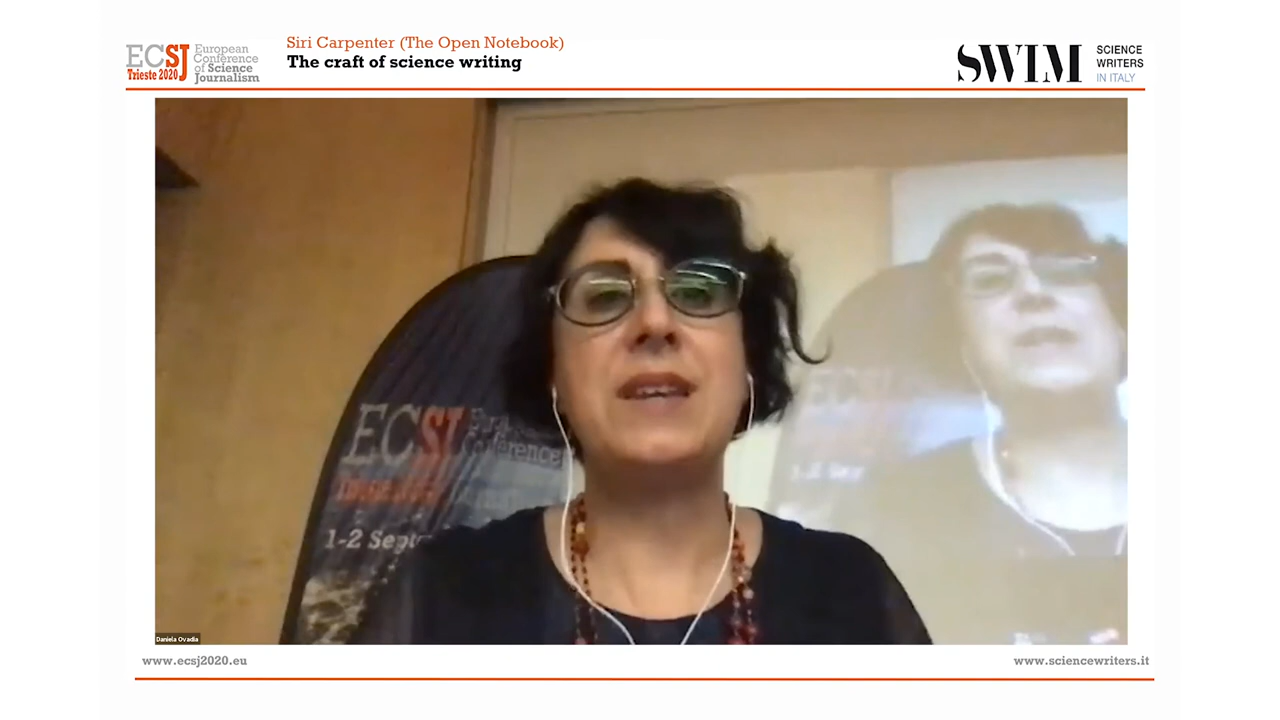 ECSJ
Trieste 2020
European
Conference
of Science
Journalism
Siri Carpenter (The Open Notebook)
The craft of science writing
SWIM
SCIENCE
WRITERS
IN ITALY
ECSJ
1-2 Sept
Daniela Ovadia
www.ecsj2020.eu
www.sciencewriters.it